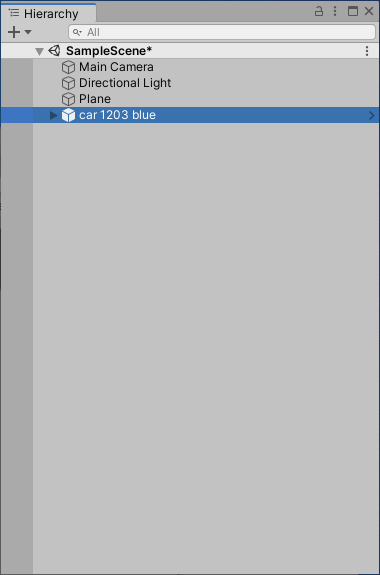 Hierarchy
All
SampleScene*
Main Camera
Directional Light
Plane
car 1203 blue